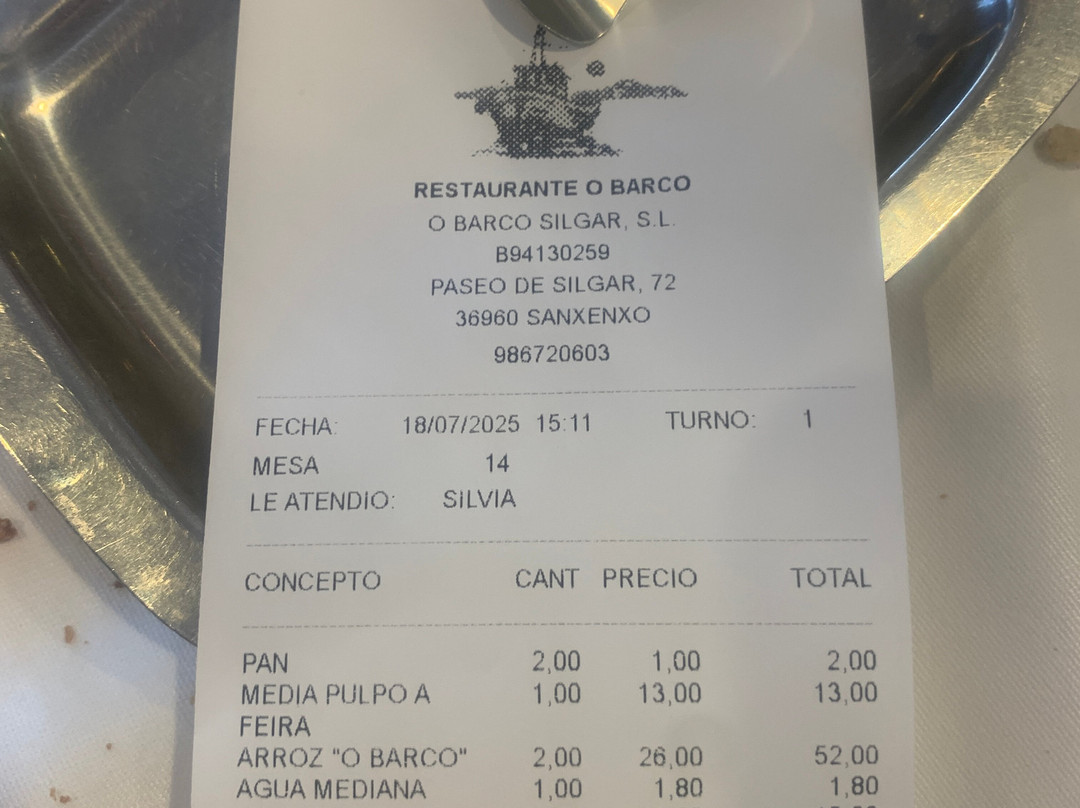 RESTAURANTE O BARCO
O BARCO SILGAR, S.L.
B94130259
PASEO DE SILGAR, 72
36960 SANXENXO
986720603
FECHA: 18/07/2025 15:11 TURNO: 1
MESA 14
LE ATENDIO: SILVIA
CONCEPTO CANT PRECIO TOTAL
PAN 2,00 1,00 2,00
MEDIA PULPO A 1,00 13,00 13,00
FEIRA
ARROZ "O BARCO" 2,00 26,00 52,00
AGUA MEDIANA 1,00 1,80 1,80